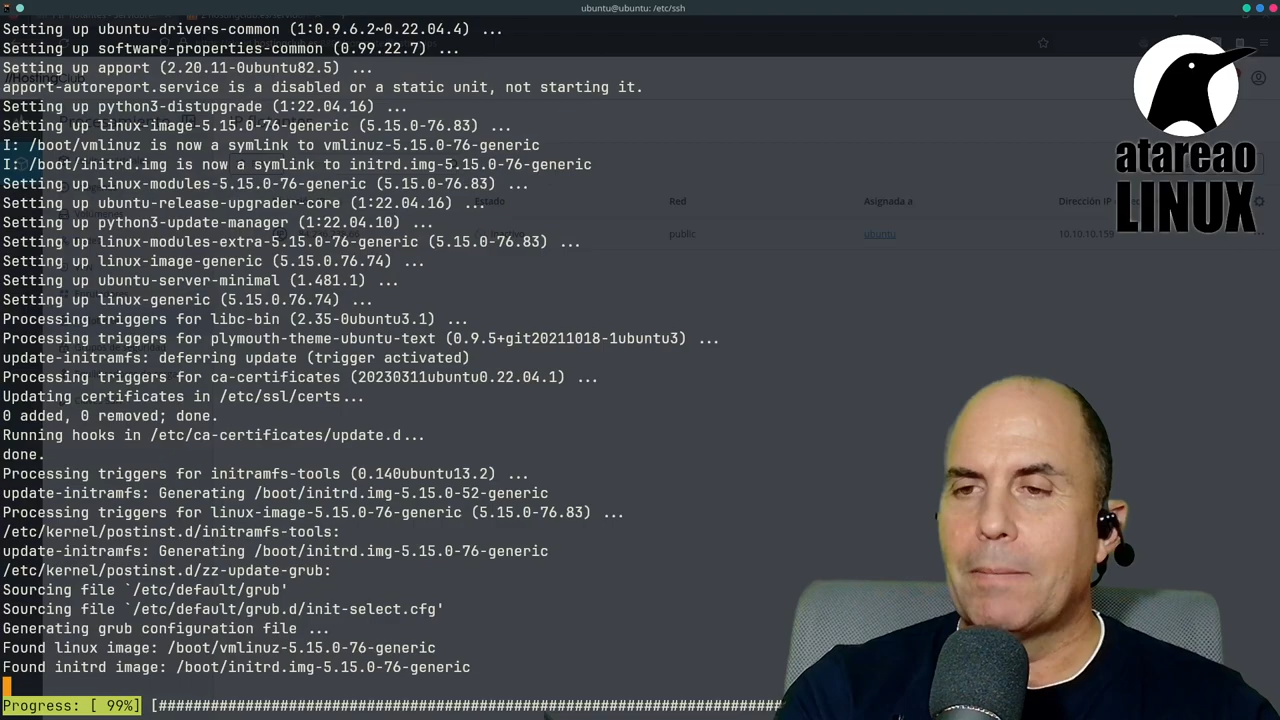 ubuntu@ubuntu: /etc/ssh
Setting up ubuntu-drivers-common (1:0.9.6.2~0.22.04.4) ...
Setting up software-properties-common (0.99.22.7) ...
Setting up apport (2.20.11-0ubuntu82.5) ...
apport-autoreport.service is a disabled or a static unit, not starting it.
Setting up python3-distupgrade (1:22.04.16) ...
Setting up linux-image-5.15.0-76-generic (5.15.0-76.83) ...
I: /boot/vmlinuz is now a symlink to vmlinuz-5.15.0-76-generic
I: /boot/initrd.img is now a symlink to initrd.img-5.15.0-76-generic
Setting up linux-modules-5.15.0-76-generic (5.15.0-76.83) ...
Setting up ubuntu-release-upgrader-core (1:22.04.16) ...
Setting up python3-update-manager (1:22.04.10) ...
Setting up linux-modules-extra-5.15.0-76-generic (5.15.0-76.83) ...
Setting up linux-image-generic (5.15.0.76.74) ...
Setting up ubuntu-server-minimal (1.481.1) ...
Setting up linux-generic (5.15.0.76.74) ...
Processing triggers for libc-bin (2.35-0ubuntu3.1) ...
Processing triggers for plymouth-theme-ubuntu-text (0.9.5+git20211018-1ubuntu3) ...
update-initramfs: deferring update (trigger activated)
Processing triggers for ca-certificates (20230311ubuntu0.22.04.1) ...
Updating certificates in /etc/ssl/certs...
0 added, 0 removed; done.
Running hooks in /etc/ca-certificates/update.d...
done.
Processing triggers for initramfs-tools (0.140ubuntu13.2) ...
update-initramfs: Generating /boot/initrd.img-5.15.0-52-generic
Processing triggers for linux-image-5.15.0-76-generic (5.15.0-76.83) ...
/etc/kernel/postinst.d/initramfs-tools:
update-initramfs: Generating /boot/initrd.img-5.15.0-76-generic
/etc/kernel/postinst.d/zz-update-grub:
Sourcing file `/etc/default/grub'
Sourcing file `/etc/default/grub.d/init-select.cfg'
Generating grub configuration file ...
Found linux image: /boot/vmlinuz-5.15.0-76-generic
Found initrd image: /boot/initrd.img-5.15.0-76-generic
Progress: [ 99%] [########################################################################
Estado Red Asignada a Dirección IP
public ubuntu 10.10.10.159
atareao
LINUX